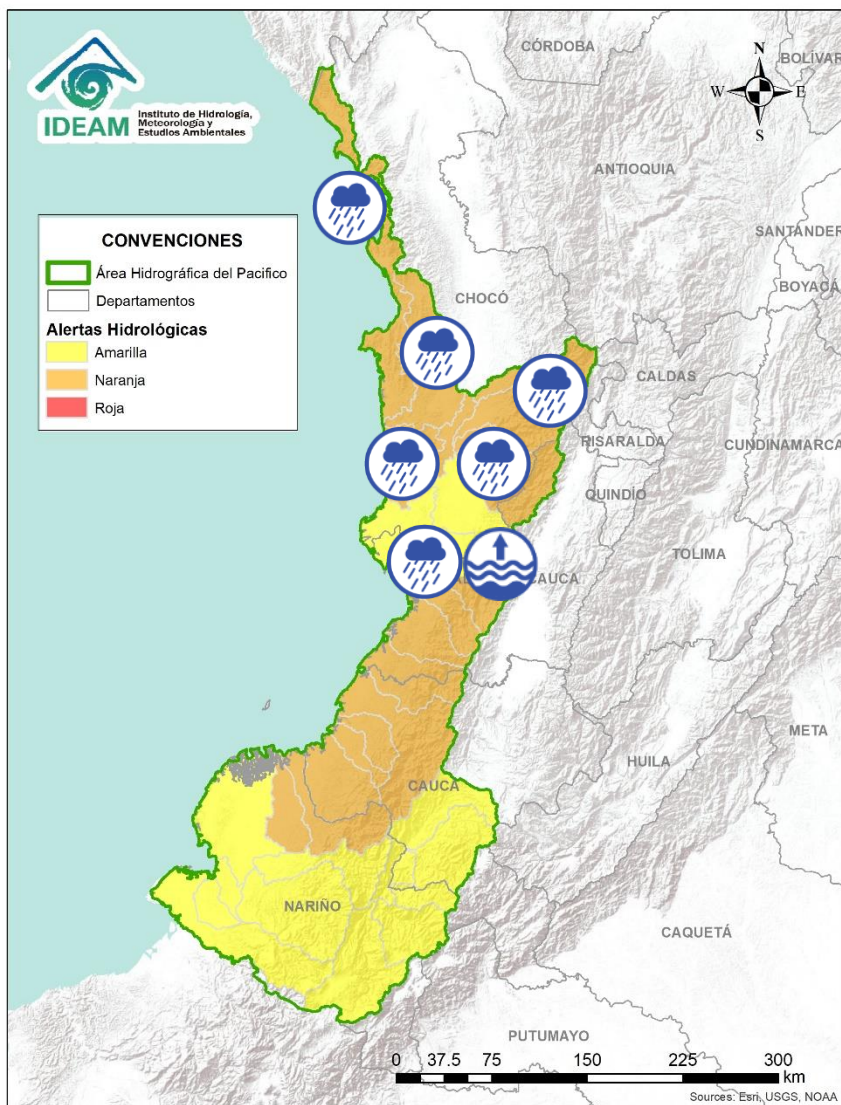 IDEAM
Instituto de Hidrología,
Meteorología y
Estudios Ambientales
CÓRDOBA
BOLÍVAR
N
W
E
S
ANTIOQUIA
SANTANDER
BOYACÁ
CONVENCIONES
Área Hidrográfica del Pacifico
Departamentos
Alertas Hidrológicas
Amarilla
Naranja
Roja
CHOCÓ
CALDAS
RISARALDA
CUNDINAMARCA
QUINDÍO
TOLIMA
CAUCA
META
HUILA
CAUCA
NARIÑO
CAQUETÁ
PUTUMAYO
0 37.5 75 150 225 300
km
Sources: Esri, USGS, NOAA